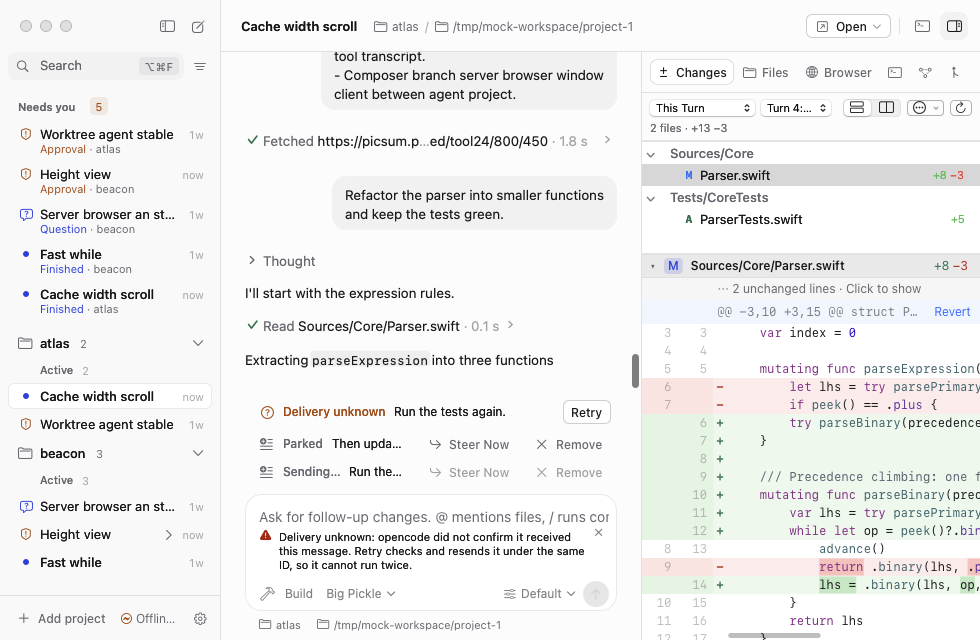 Search
⌥⌘F
Needs you 5
Worktree agent stable 1w
Approval · atlas
Height view now
Approval · beacon
Server browser an st... 1w
Question · beacon
Fast while 1w
Finished · beacon
Cache width scroll now
Finished · atlas
atlas 2
Active 2
Cache width scroll now
Worktree agent stable 1w
beacon 3
Active 3
Server browser an st... 1w
Height view now
Fast while 1w
Add project
Offlin...
Cache width scroll
atlas / /tmp/mock-workspace/project-1
Open
tool transcript.
- Composer branch server browser window
client between agent project.
Fetched https://picsum.p...ed/tool24/800/450 · 1.8 s
Refactor the parser into smaller functions
and keep the tests green.
Thought
I'll start with the expression rules.
Read Sources/Core/Parser.swift · 0.1 s
Extracting parseExpression into three functions
Delivery unknown Run the tests again. Retry
Parked Then upda... Steer Now Remove
Sending... Run the... Steer Now Remove
Ask for follow-up changes. @ mentions files, / runs cor
Delivery unknown: opencode did not confirm it received
this message. Retry checks and resends it under the same
ID, so it cannot run twice.
Build Big Pickle Default
atlas /tmp/mock-workspace/project-1
Changes Files Browser
This Turn Turn 4:...
2 files · +13 −3
Sources/Core
M Parser.swift +8 −3
Tests/CoreTests
A ParserTests.swift +5
M Sources/Core/Parser.swift +8 −3
··· 2 unchanged lines · Click to show
@@ −3,10 +3,15 @@ struct P… Revert
3 3 var index = 0
4 4
5 5 mutating func parseExpression(
6 − let lhs = try parsePrimary
7 − if peek() == .plus {
6 + try parseBinary(precedence
7 + }
8 +
9 + /// Precedence climbing: one f
10 + mutating func parseBinary(prec
11 + var lhs = try parsePrimary
12 + while let op = peek()?.bin
8 13 advance()
9 − return .binary(lhs, .p
14 + lhs = .binary(lhs, op,
10 15 }
11 16 return lhs
12 17 }